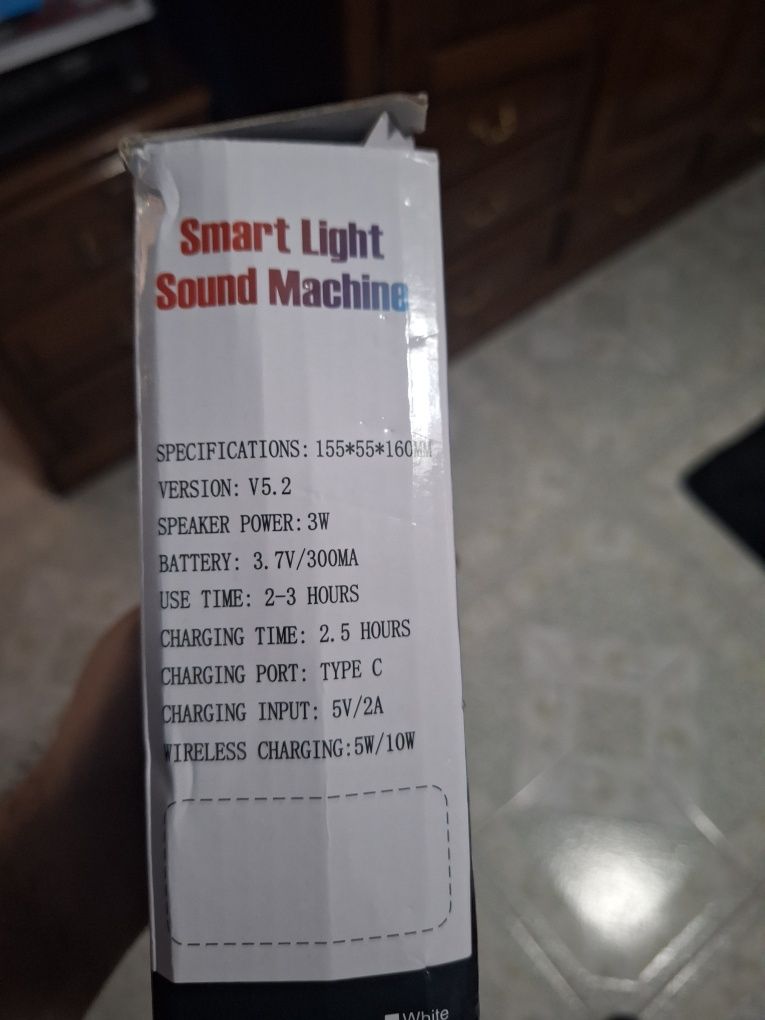 Smart Light
Sound Machine
SPECIFICATIONS: 155*55*160MM
VERSION: V5.2
SPEAKER POWER: 3W
BATTERY: 3.7V/300MA
USE TIME: 2-3 HOURS
CHARGING TIME: 2.5 HOURS
CHARGING PORT: TYPE C
CHARGING INPUT: 5V/2A
WIRELESS CHARGING:5W/10W
White